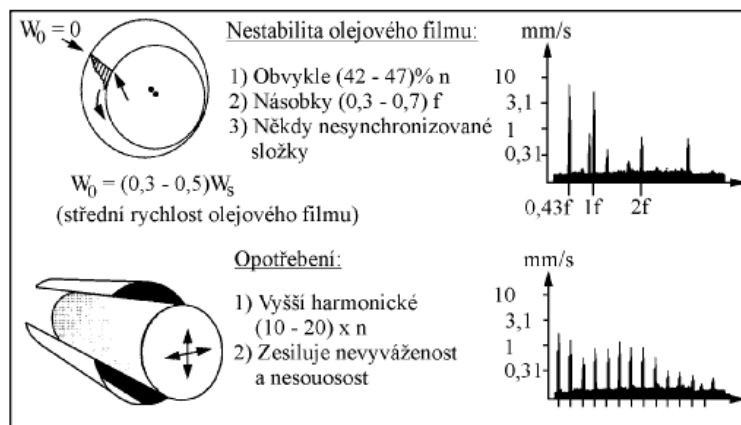 W₀ = 0
Nestabilita olejového filmu:
1) Obvykle (42 - 47)% n
2) Násobky (0,3 - 0,7) f
3) Někdy nesynchronizované
složky
W₀ = (0,3 - 0,5)Wₛ
(střední rychlost olejového filmu)
mm/s
10
3,1
1
0,31
0,43f 1f 2f
Opotřebení:
1) Vyšší harmonické
(10 - 20) x n
2) Zesiluje nevyváženost
a nesouosost
mm/s
10
3,1
1
0,31